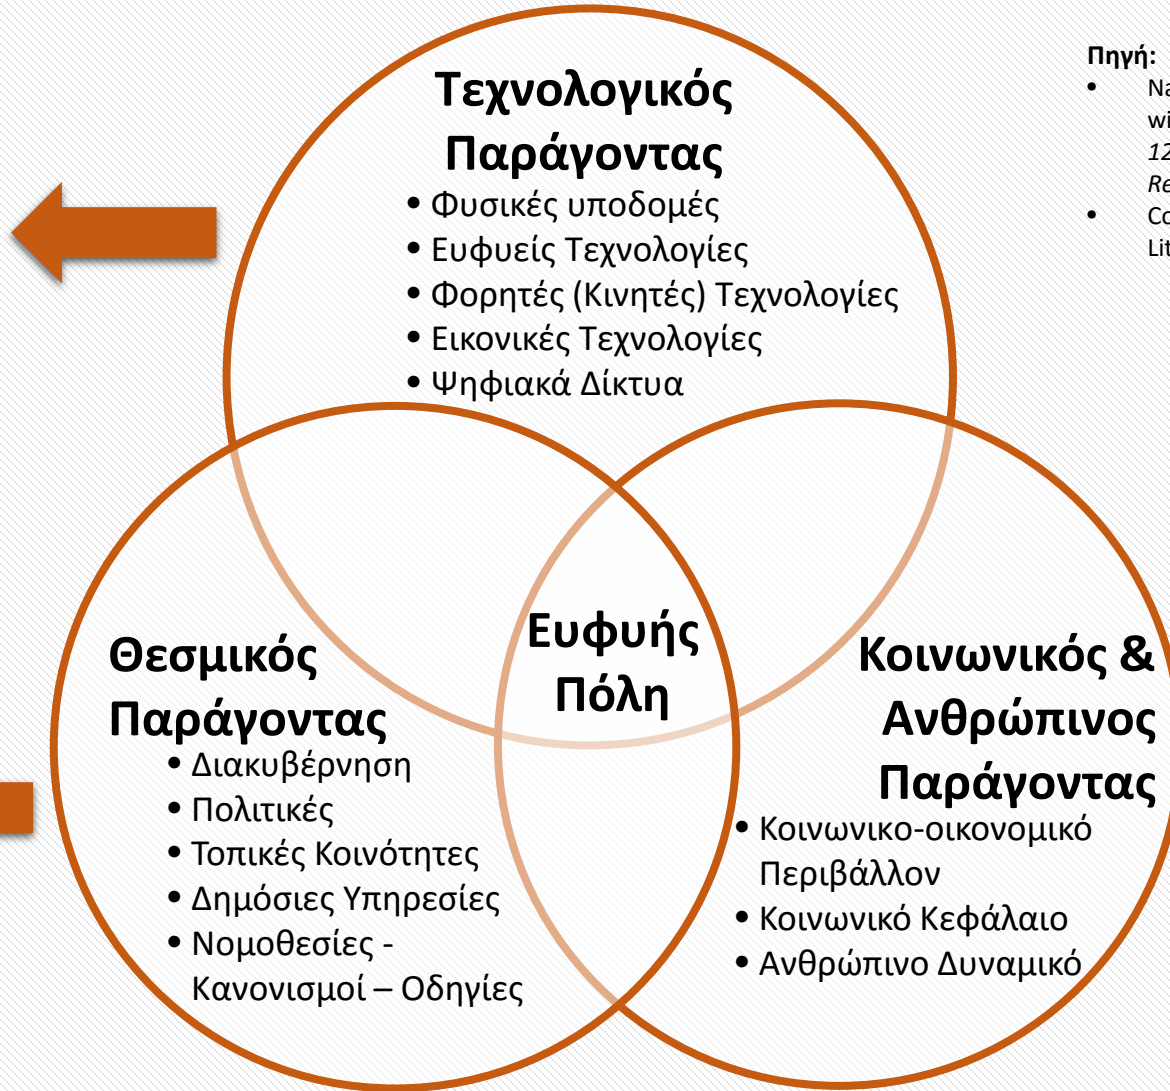 Τεχνολογικός
Παράγοντας
• Φυσικές υποδομές
• Ευφυείς Τεχνολογίες
• Φορητές (Κινητές) Τεχνολογίες
• Εικονικές Τεχνολογίες
• Ψηφιακά Δίκτυα
Πηγή:
•
•
Ευφυής
Πόλη
Θεσμικός
Παράγοντας
• Διακυβέρνηση
• Πολιτικές
• Τοπικές Κοινότητες
• Δημόσιες Υπηρεσίες
• Νομοθεσίες -
Κανονισμοί – Οδηγίες
Κοινωνικός &
Ανθρώπινος
Παράγοντας
• Κοινωνικο-οικονομικό
Περιβάλλον
• Κοινωνικό Κεφάλαιο
• Ανθρώπινο Δυναμικό